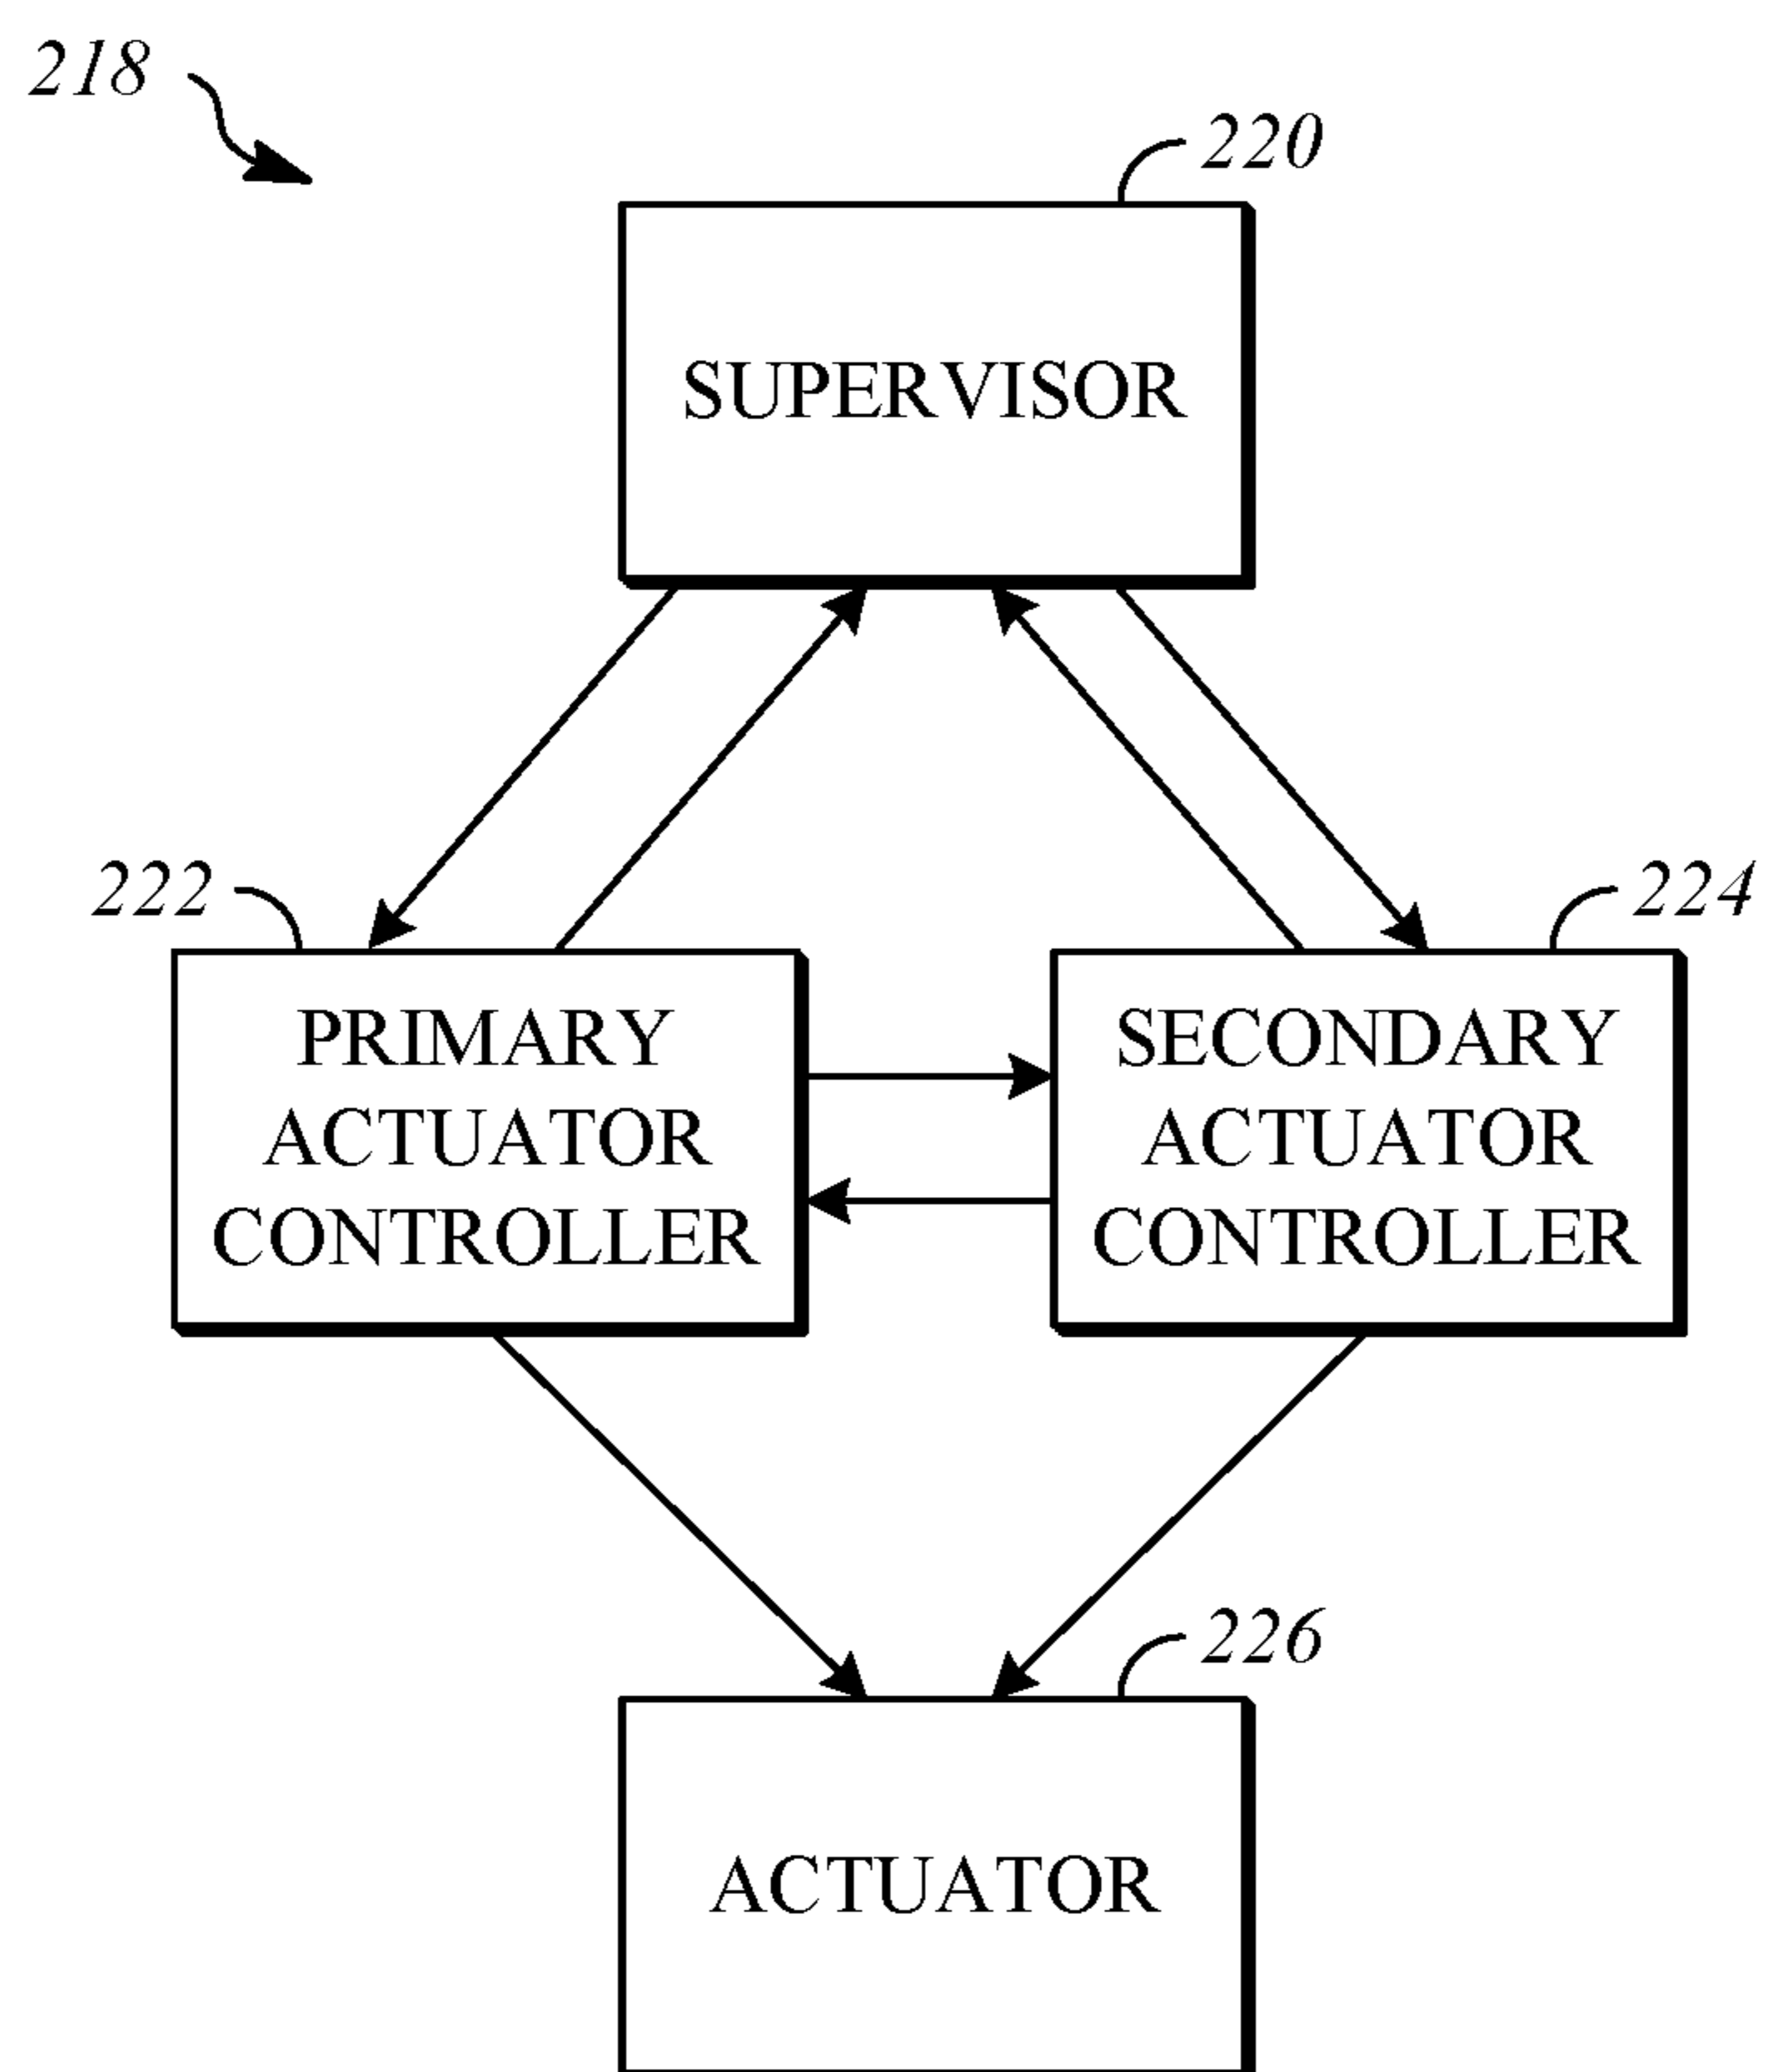 218
220
SUPERVISOR
222
224
PRIMARY
ACTUATOR
CONTROLLER
SECONDARY
ACTUATOR
CONTROLLER
226
ACTUATOR